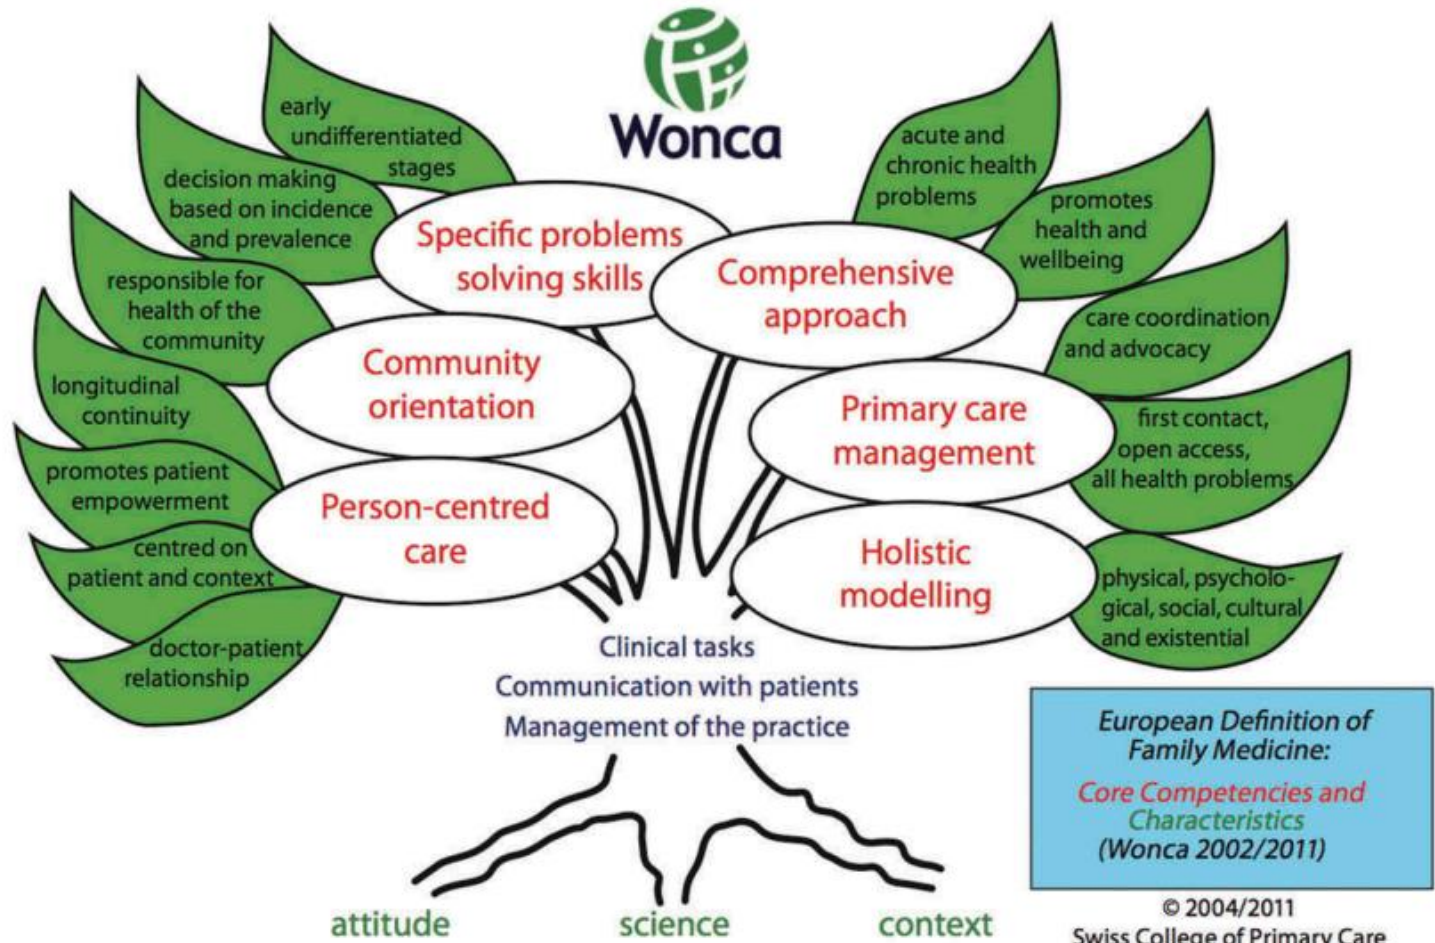 Wonca
early
undifferentiated
stages
decision making
based on incidence
and prevalence
responsible for
health of the
community
longitudinal
continuity
promotes patient
empowerment
centred on
patient and context
doctor-patient
relationship
Specific problems
solving skills
Community
orientation
Person-centred
care
Comprehensive
approach
Primary care
management
Holistic
modelling
acute and
chronic health
problems
promotes
health and
wellbeing
care coordination
and advocacy
first contact,
open access,
all health problems
physical, psycholo-
gical, social, cultural
and existential
Clinical tasks
Communication with patients
Management of the practice
attitude
science
context
European Definition of
Family Medicine:
Core Competencies and
Characteristics
(Wonca 2002/2011)
© 2004/2011
Swiss College of Primary Care